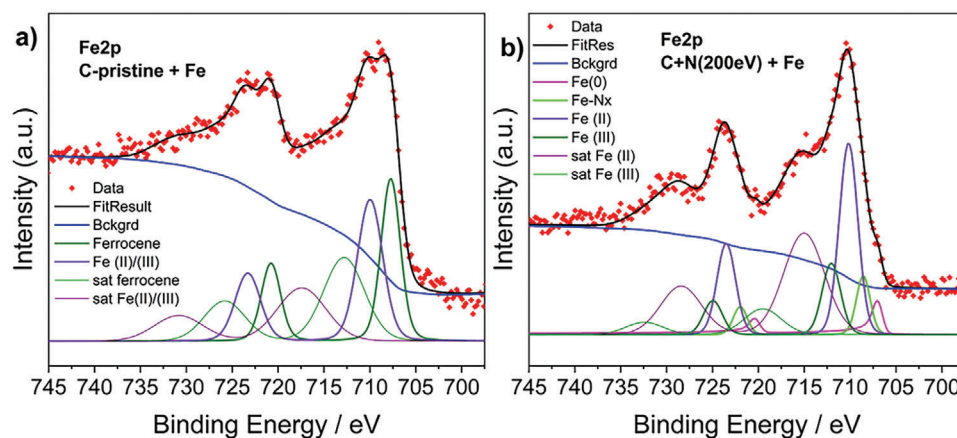 a)
Fe2p
C-pristine + Fe
Intensity (a.u.)
Data
FitResult
Bckgrd
Ferrocene
Fe (II)/(III)
sat ferrocene
sat Fe(II)/(III)
745 740 735 730 725 720 715 710 705 700
Binding Energy / eV
b)
Fe2p
C+N(200eV) + Fe
Intensity (a.u.)
Data
FitRes
Bckgrd
Fe(0)
Fe-Nx
Fe (II)
Fe (III)
sat Fe (II)
sat Fe (III)
745 740 735 730 725 720 715 710 705 700
Binding Energy / eV